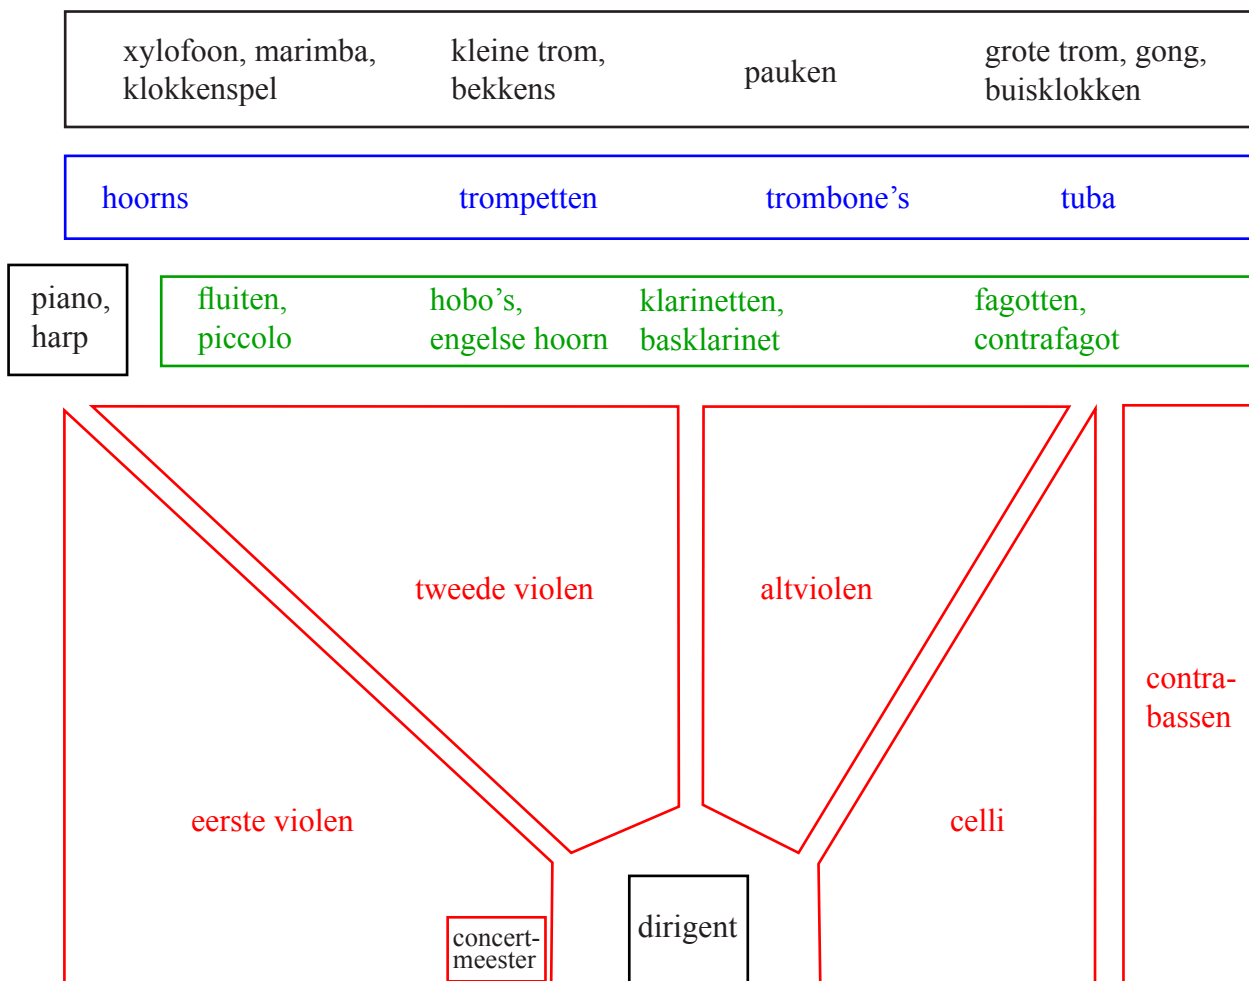 xylofoon, marimba,
klokkenspel
kleine trom,
bekkens
pauken
grote trom, gong,
buisklokken
hoorns
trompetten
trombone’s
tuba
piano,
harp
fluiten,
piccolo
hobo’s,
engelse hoorn
klarinetten,
basklarinet
fagotten,
contrafagot
tweede violen
altviolen
contra-
bassen
eerste violen
celli
concert-
meester
dirigent